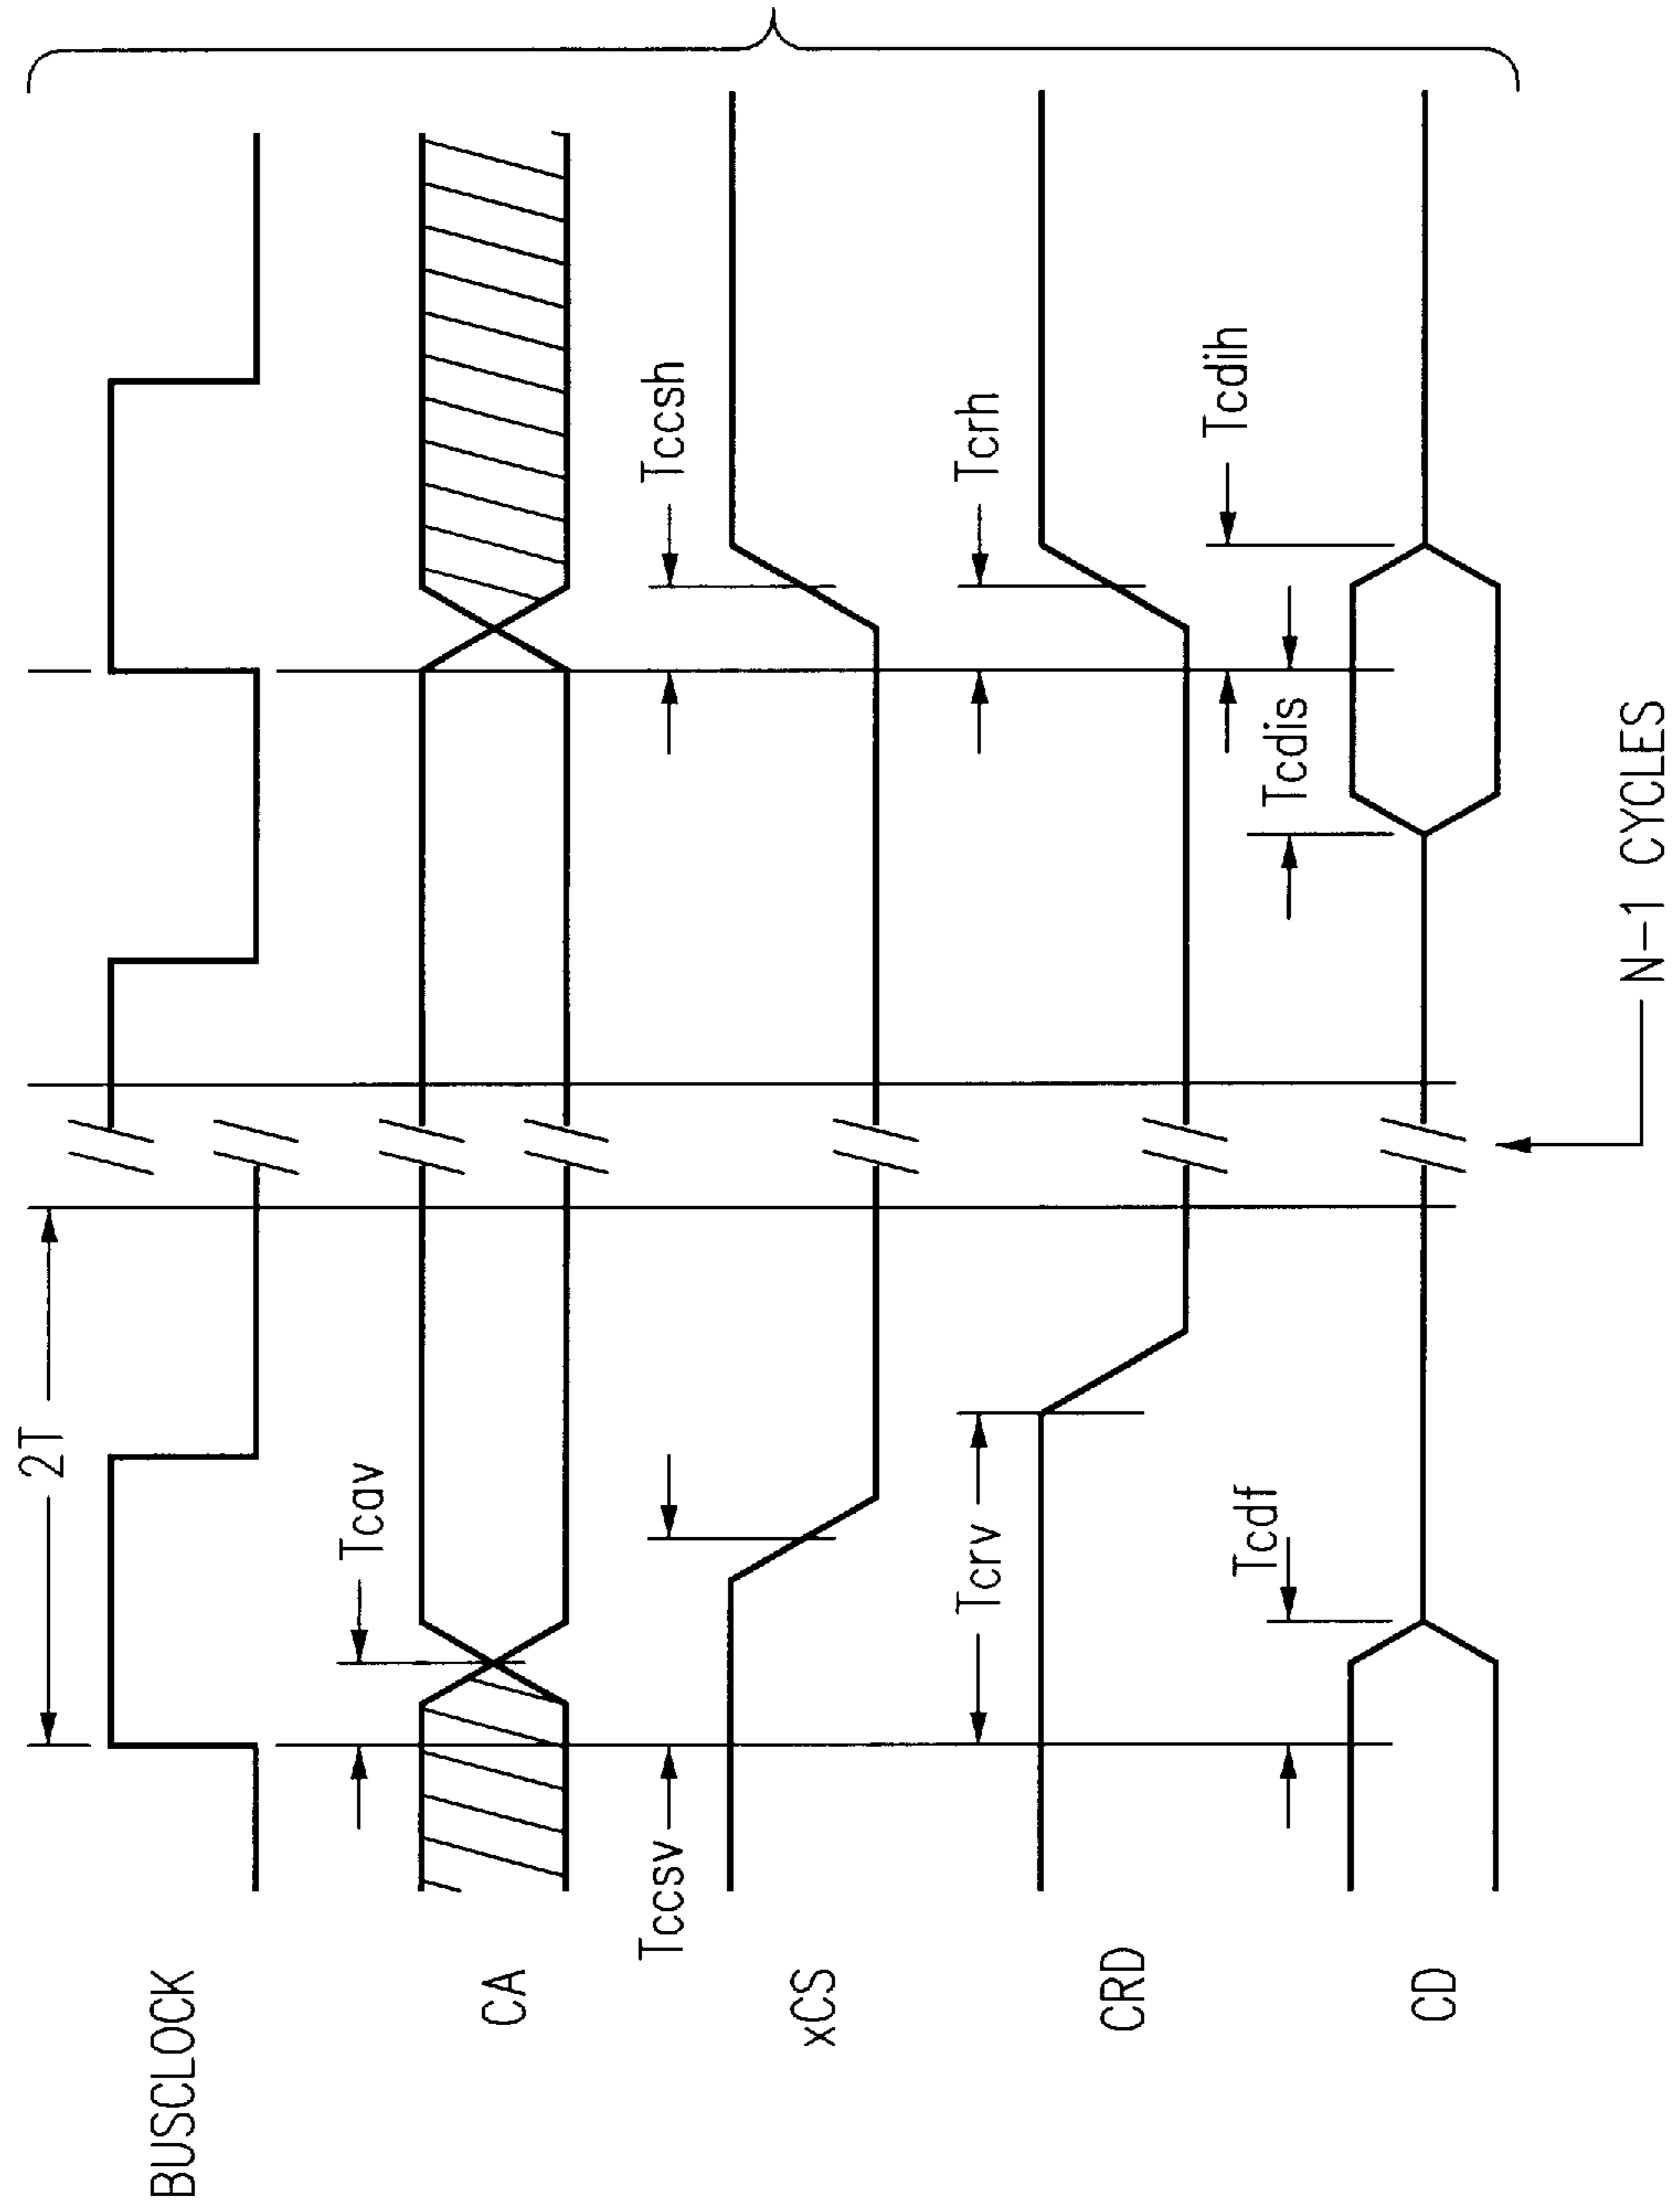 2T
BUSCLOCK
Tcav
CA
Tccsv
Tccsh
xCS
Tcrv
Tcrh
CRD
Tcdf
Tcdis
Tcdih
CD
N-1 CYCLES